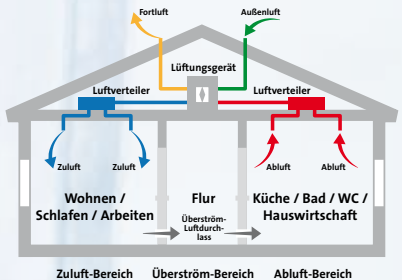 Fortluft
Außenluft
Lüftungsgerät
Luftverteiler
Luftverteiler
Zuluft
Zuluft
Abluft
Abluft
Wohnen /
Schlafen / Arbeiten
Flur
Küche / Bad / WC /
Hauswirtschaft
Überström-
Luftdurch-
lass
Zuluft-Bereich
Überström-Bereich
Abluft-Bereich